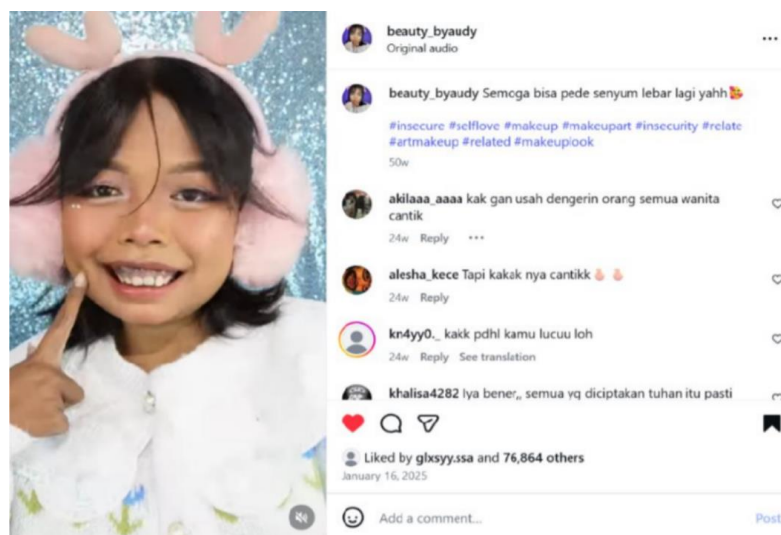 beauty_byaudy
Original audio
beauty_byaudy Semoga bisa pede senyum lebar lagi yahh🥰
#insecure #selflove #makeup #makeupart #insecurity #relate
#artmakeup #related #makeuplook
50w
akilaaa_aaaa kak gan usah dengerin orang semua wanita
cantik
24w Reply
alesha_kece Tapi kakak nya cantikk🫰🏻🫰🏻
24w Reply
kn4yy0._ kakk pdhl kamu lucuu loh
24w Reply See translation
khalisa4282 Iya bener,, semua yg diciptakan tuhan itu pasti
Liked by glxsyy.ssa and 76,864 others
January 16, 2025
Add a comment...
Post